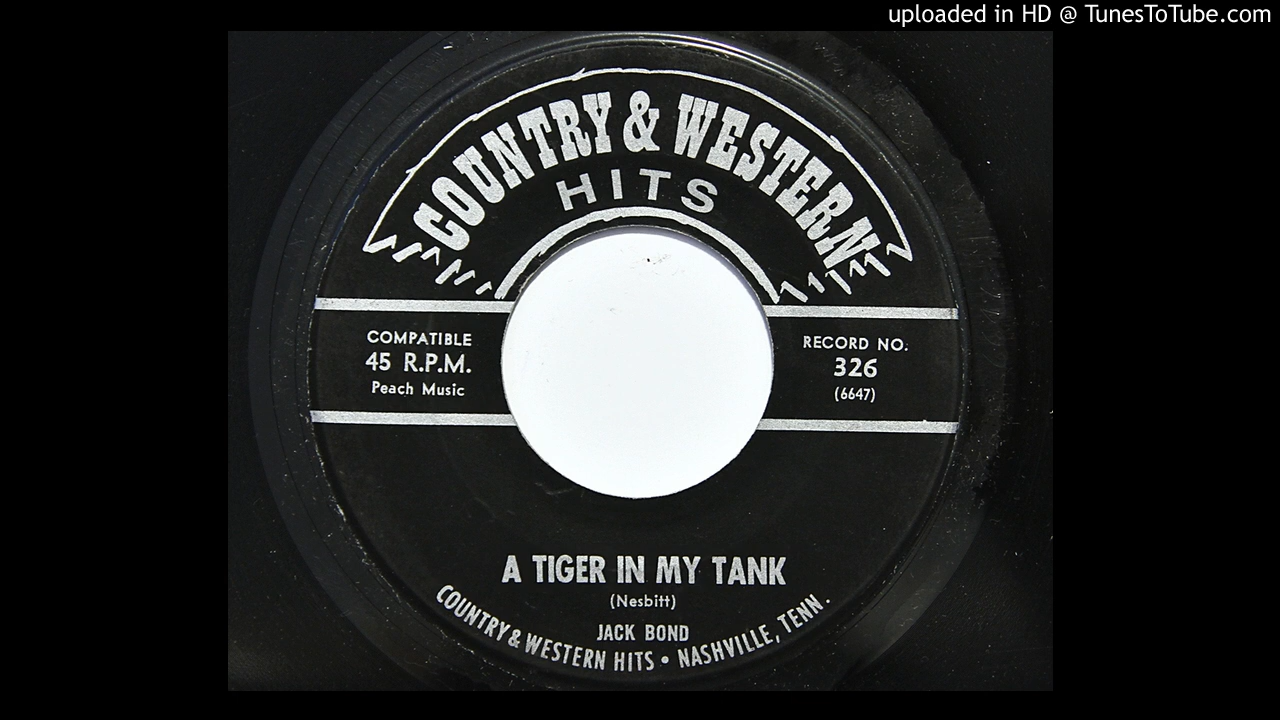 uploaded in HD @ TunesToTube.com
COUNTRY & WESTERN
HITS
COMPATIBLE
45 R.P.M.
Peach Music
RECORD NO.
326
(6647)
A TIGER IN MY TANK
(Nesbitt)
JACK BOND
COUNTRY & WESTERN HITS • NASHVILLE, TENN.